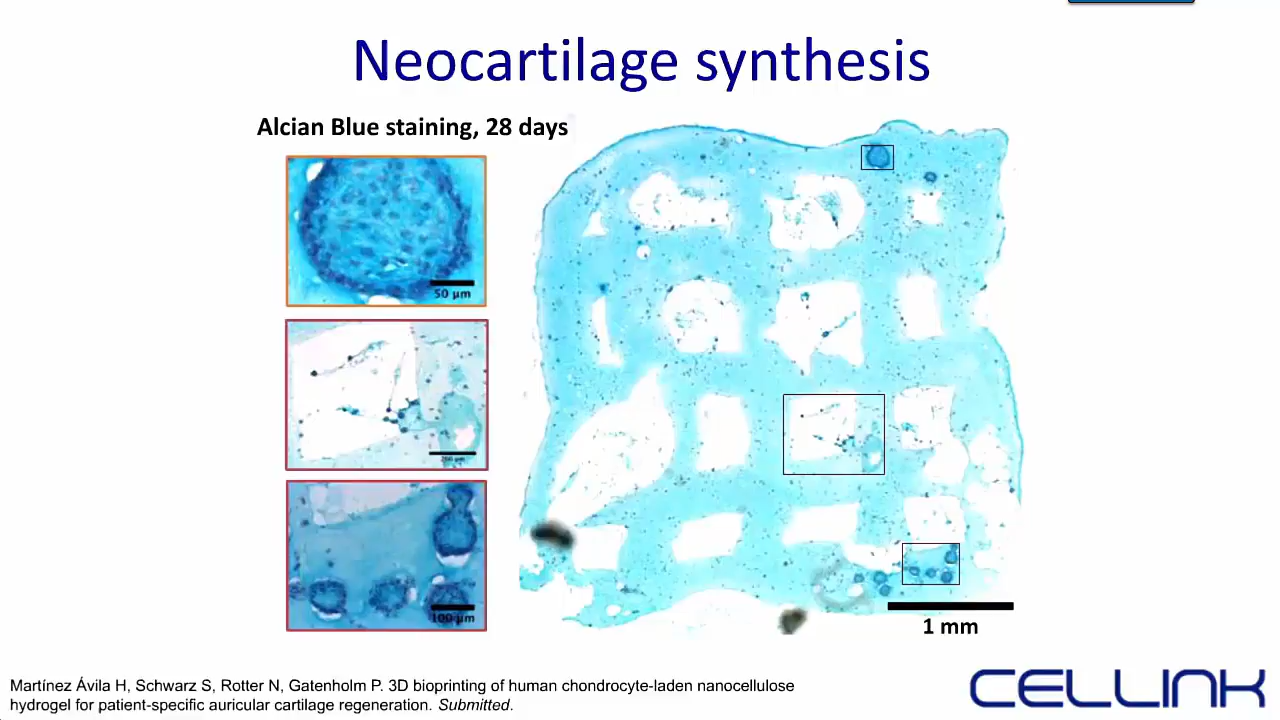 Neocartilage synthesis
Alcian Blue staining, 28 days
50 µm
100 µm
1 mm
Martínez Ávila H, Schwarz S, Rotter N, Gatenholm P. 3D bioprinting of human chondrocyte-laden nanocellulose
hydrogel for patient-specific auricular cartilage regeneration. Submitted.
CELLINK